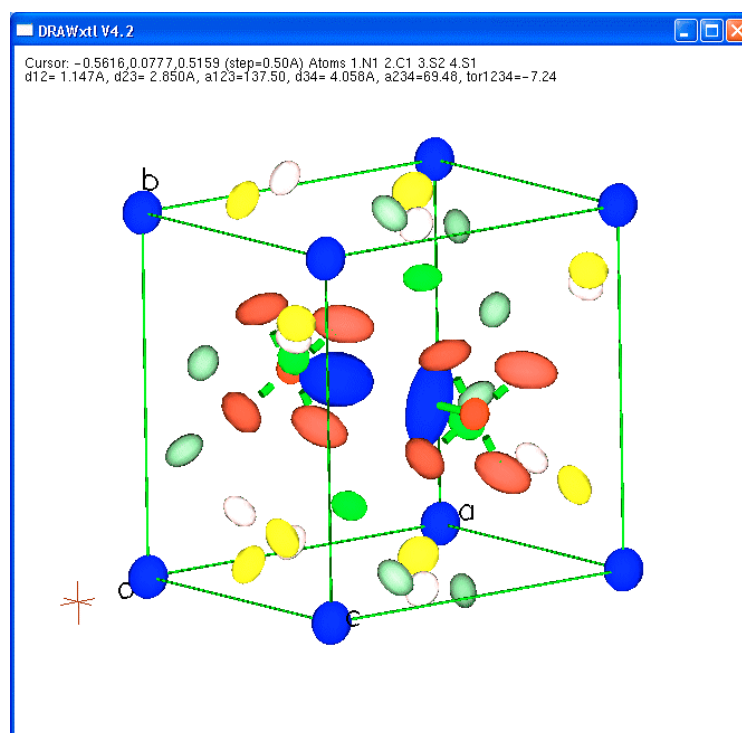 DRAWxtl V4.2
Cursor: -0.5616,0.0777,0.5159 (step=0.50A) Atoms 1.N1 2.C1 3.S2 4.S1
d12= 1.147A, d23= 2.850A, a123=137.50, d34= 4.058A, a234=69.48, tor1234=-7.24
b
a
o
c